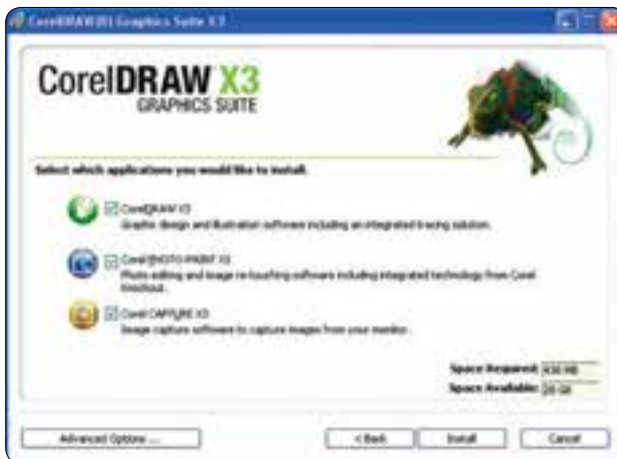 CorelDRAW(R) Graphics Suite X3
CorelDRAW X3
GRAPHICS SUITE
Select which applications you would like to install.
CorelDRAW X3
Graphic design and illustration software including an integrated tracing solution.
Corel PHOTO-PAINT X3
Photo editing and image re-touching software including integrated technology from Corel
Knockout.
Corel CAPTURE X3
Image capture software to capture images from your monitor.
Space Required:
Space Available:
Advanced Options ...
< Back
Install
Cancel